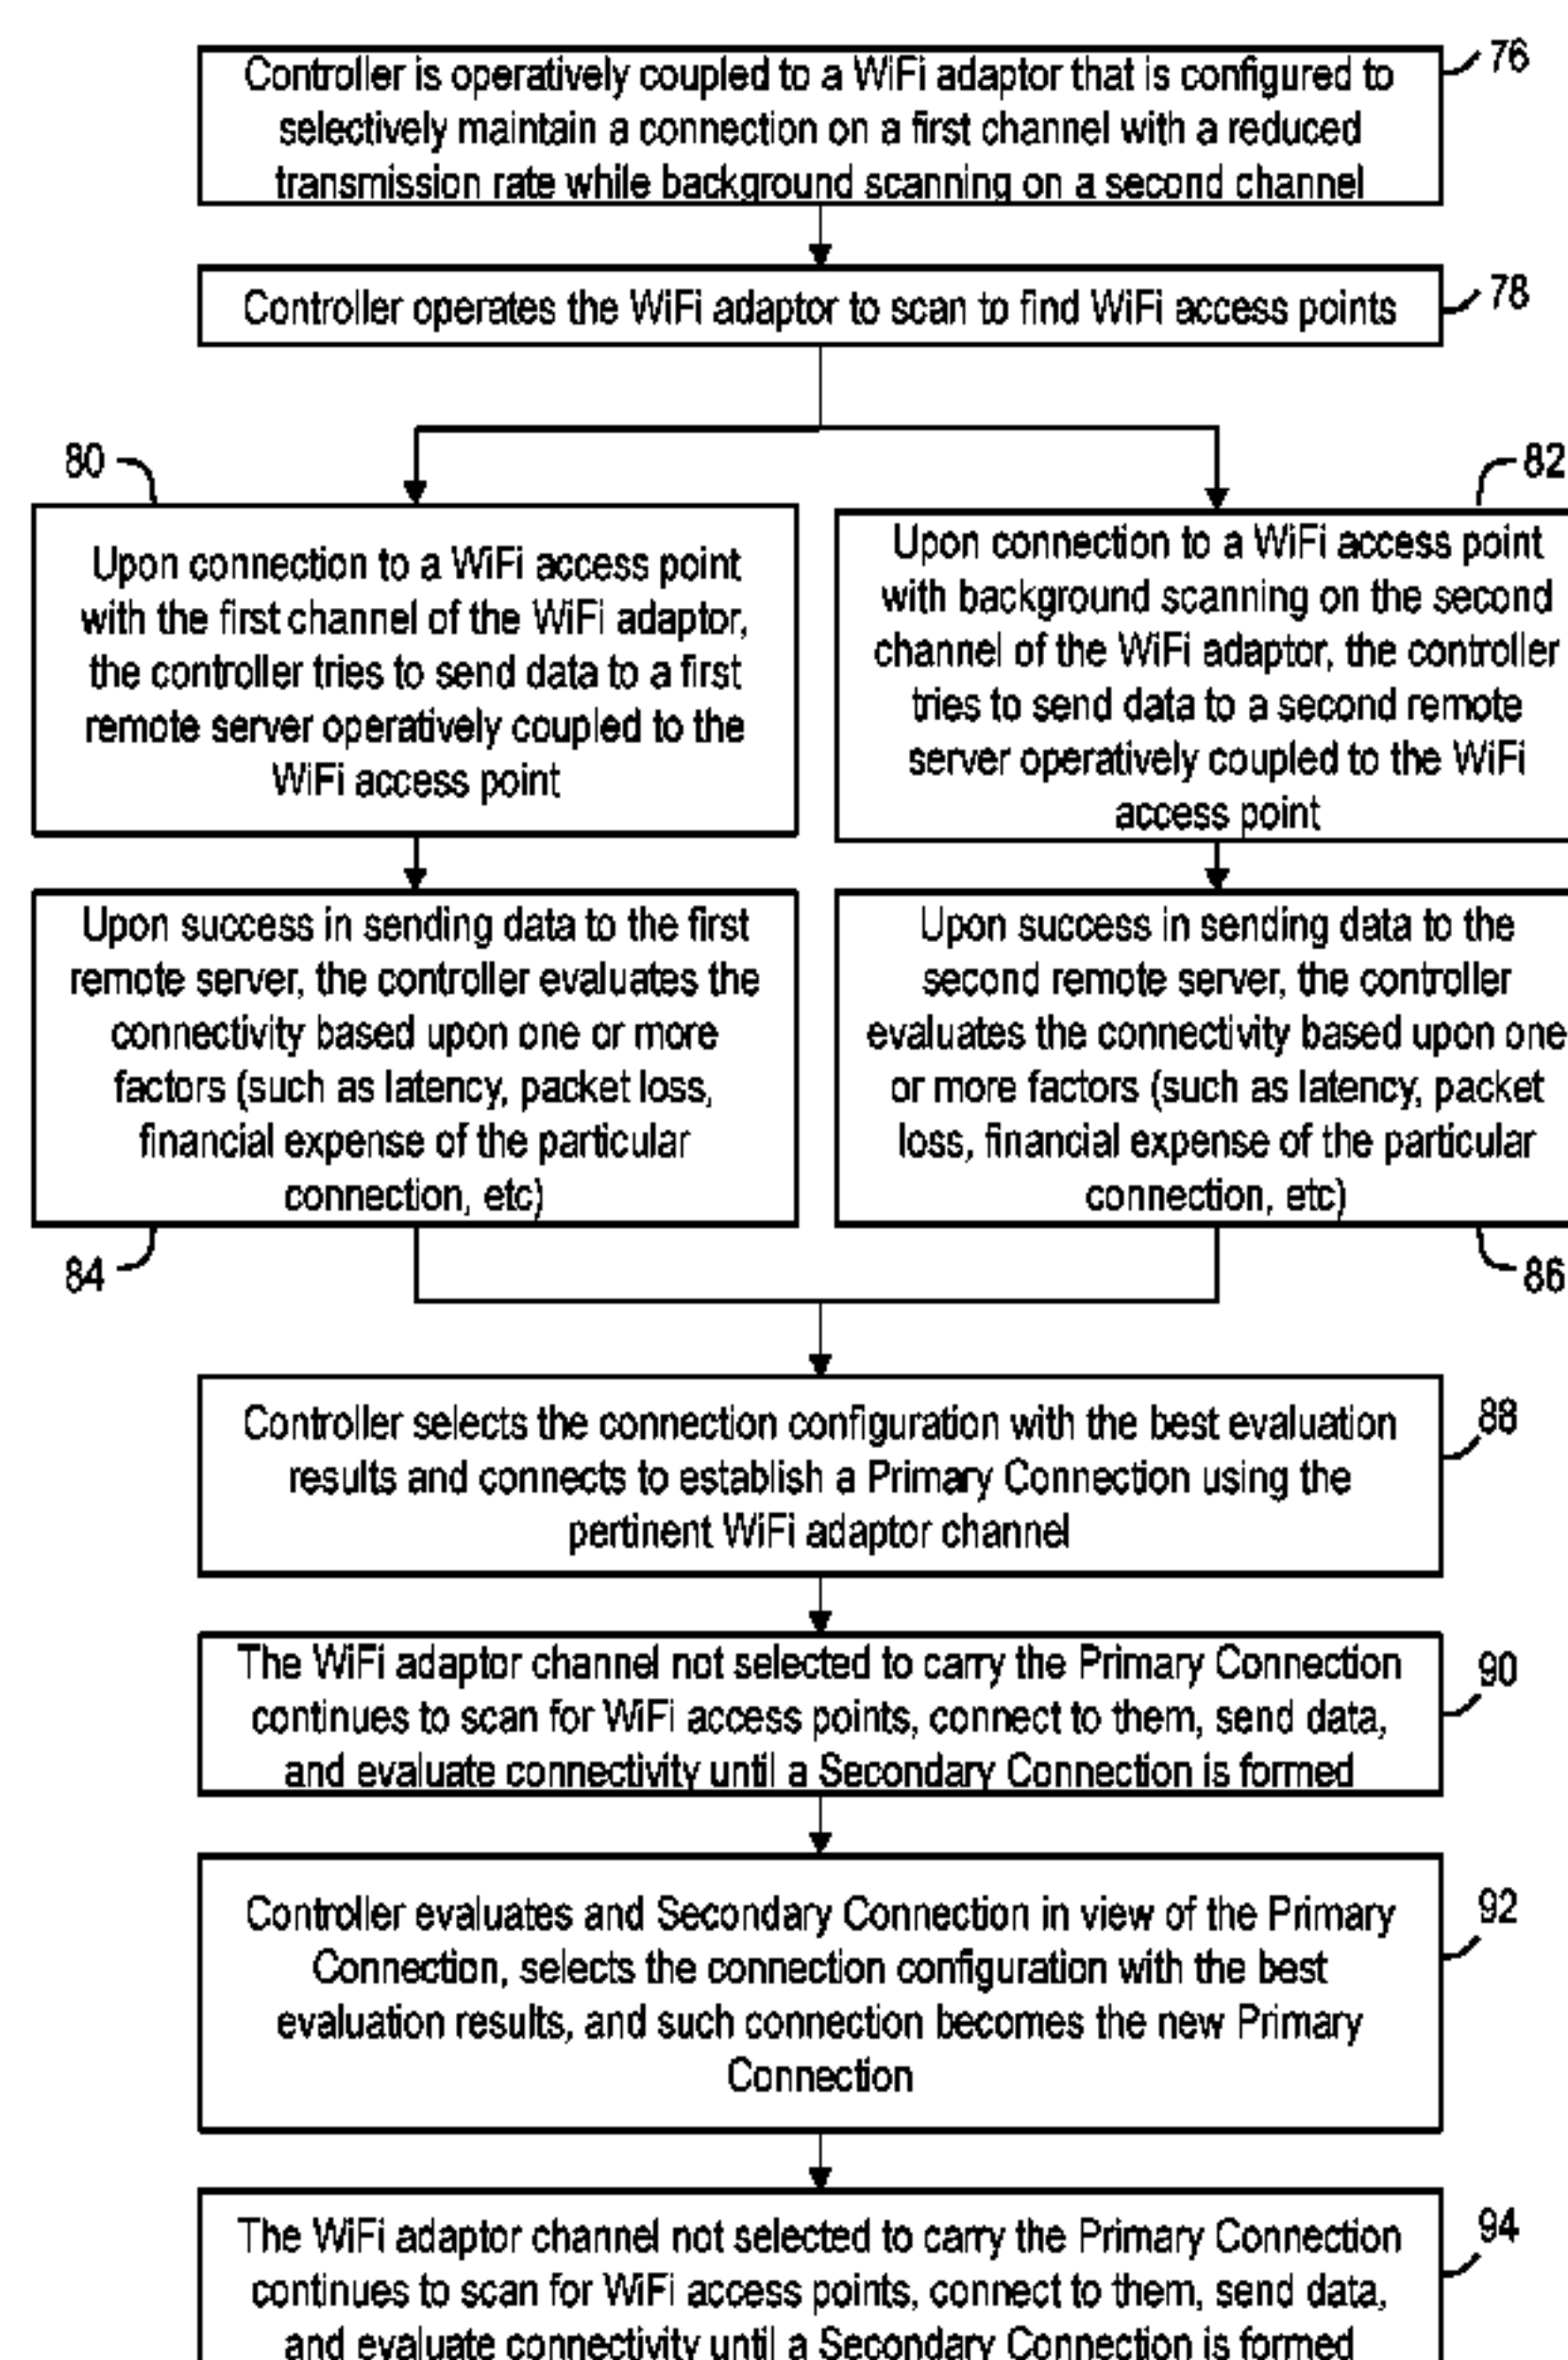 Controller is operatively coupled to a WiFi adaptor that is configured to
selectively maintain a connection on a first channel with a reduced
transmission rate while background scanning on a second channel
76
Controller operates the WiFi adaptor to scan to find WiFi access points
78
80
Upon connection to a WiFi access point
with the first channel of the WiFi adaptor,
the controller tries to send data to a first
remote server operatively coupled to the
WiFi access point
82
Upon connection to a WiFi access point
with background scanning on the second
channel of the WiFi adaptor, the controller
tries to send data to a second remote
server operatively coupled to the WiFi
access point
Upon success in sending data to the first
remote server, the controller evaluates the
connectivity based upon one or more
factors (such as latency, packet loss,
financial expense of the particular
connection, etc)
84
Upon success in sending data to the
second remote server, the controller
evaluates the connectivity based upon one
or more factors (such as latency, packet
loss, financial expense of the particular
connection, etc)
86
Controller selects the connection configuration with the best evaluation
results and connects to establish a Primary Connection using the
pertinent WiFi adaptor channel
88
The WiFi adaptor channel not selected to carry the Primary Connection
continues to scan for WiFi access points, connect to them, send data,
and evaluate connectivity until a Secondary Connection is formed
90
Controller evaluates and Secondary Connection in view of the Primary
Connection, selects the connection configuration with the best
evaluation results, and such connection becomes the new Primary
Connection
92
The WiFi adaptor channel not selected to carry the Primary Connection
continues to scan for WiFi access points, connect to them, send data,
and evaluate connectivity until a Secondary Connection is formed
94